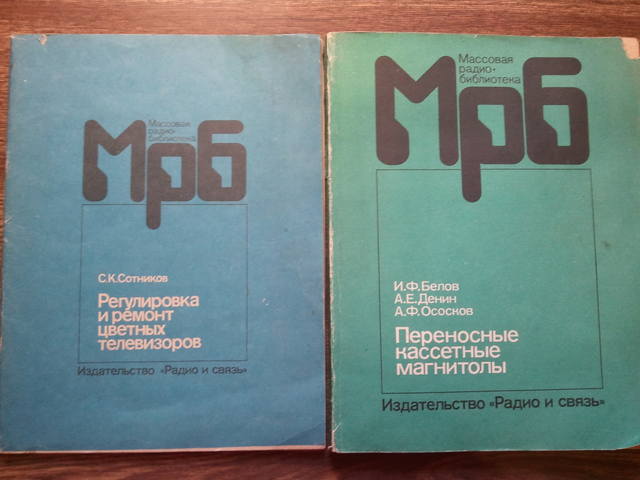 Массовая
радио-
библиотека
Мрб
С.К.Сотников
Регулировка
и ремонт
цветных
телевизоров
Издательство «Радио и связь»
Массовая
радио-
библиотека
Мрб
И.Ф.Белов
А.Е.Денин
А.Ф.Ососков
Переносные
кассетные
магнитолы
Издательство «Радио и связь»